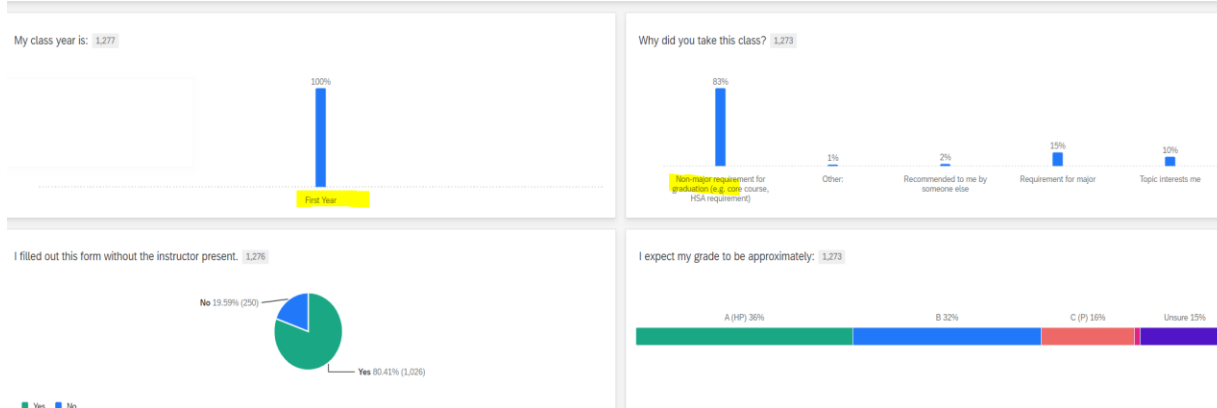 My class year is: 1,277
100%
First Year
Why did you take this class? 1,273
83%
1%
2%
15%
10%
Non-major requirement for
graduation (e.g. core course,
HSA requirement)
Other:
Recommended to me by
someone else
Requirement for major
Topic interests me
I filled out this form without the instructor present. 1,276
No 19.59% (250)
Yes 80.41% (1,026)
Yes No
I expect my grade to be approximately: 1,273
A (HP) 36% B 32% C (P) 16% Unsure 15%